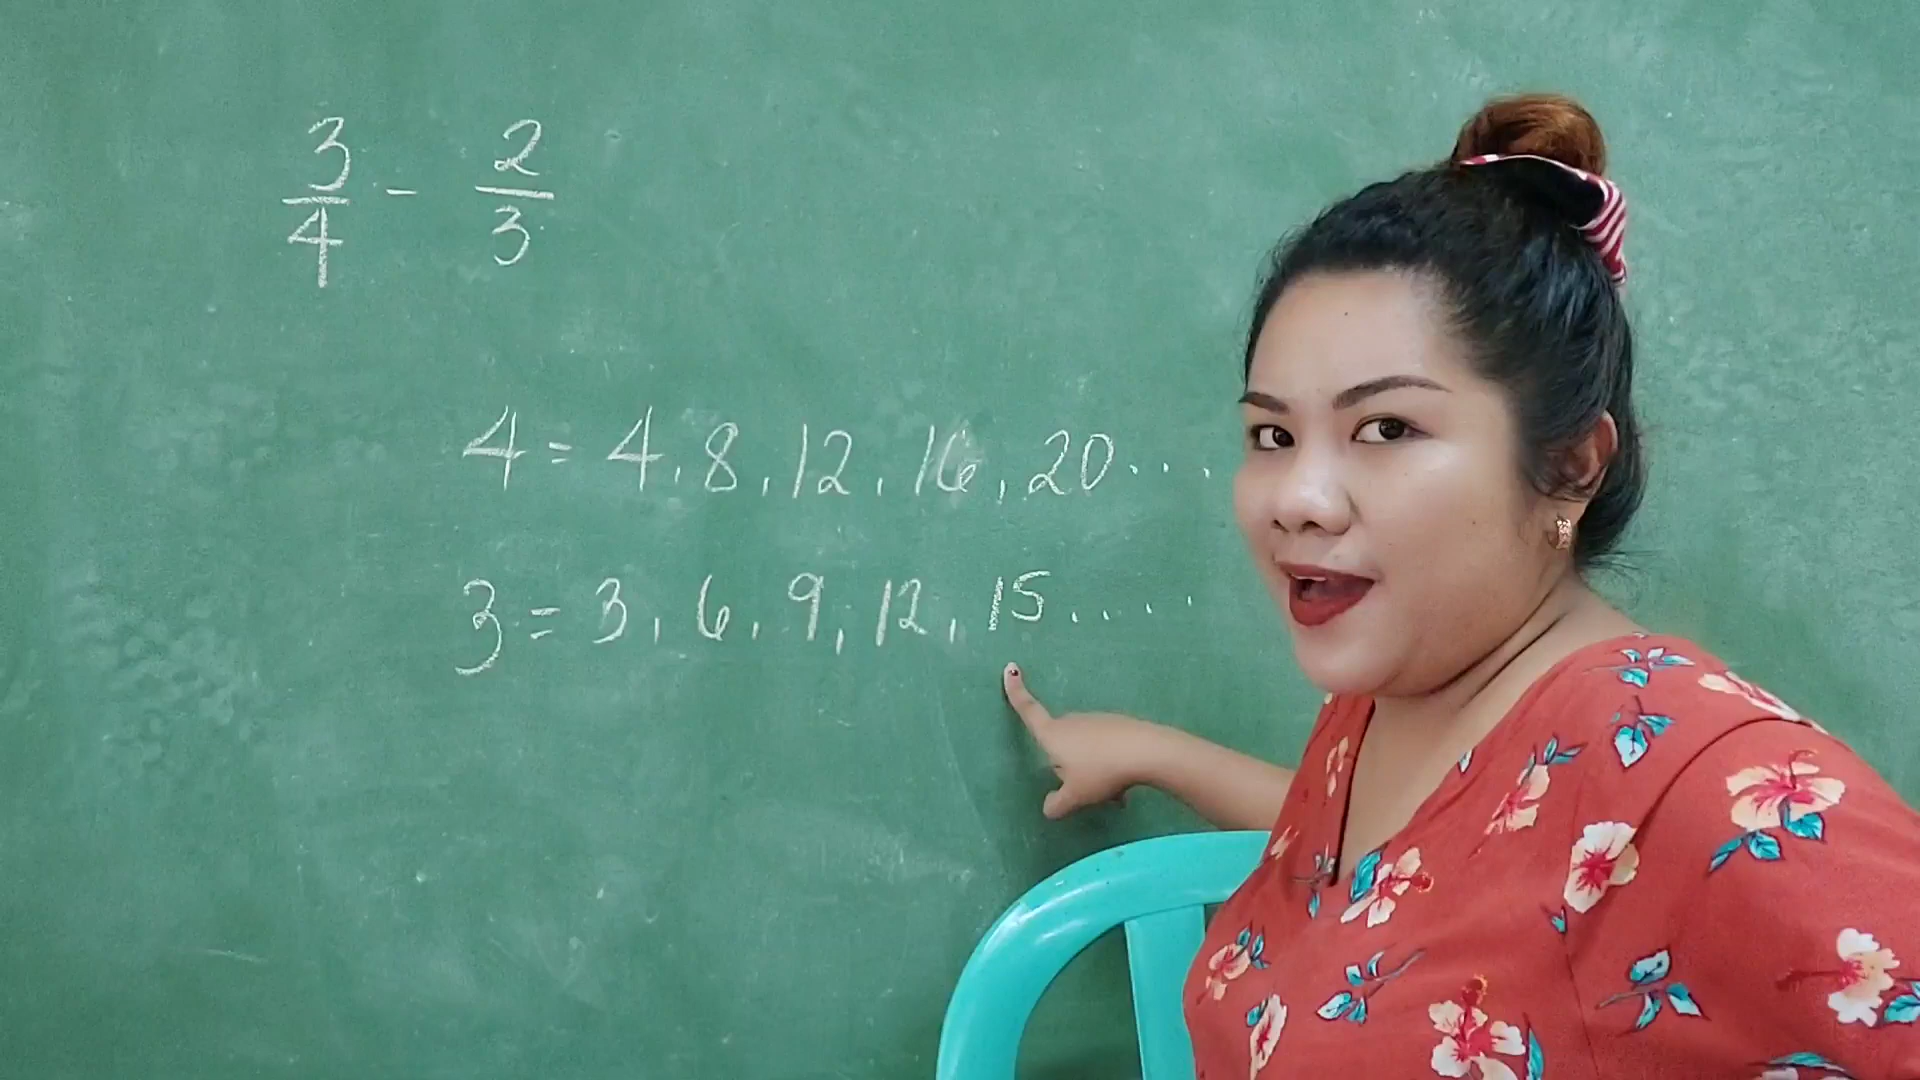 3/4 - 2/3
4 = 4, 8, 12, 16, 20...
3 = 3, 6, 9, 12, 15....